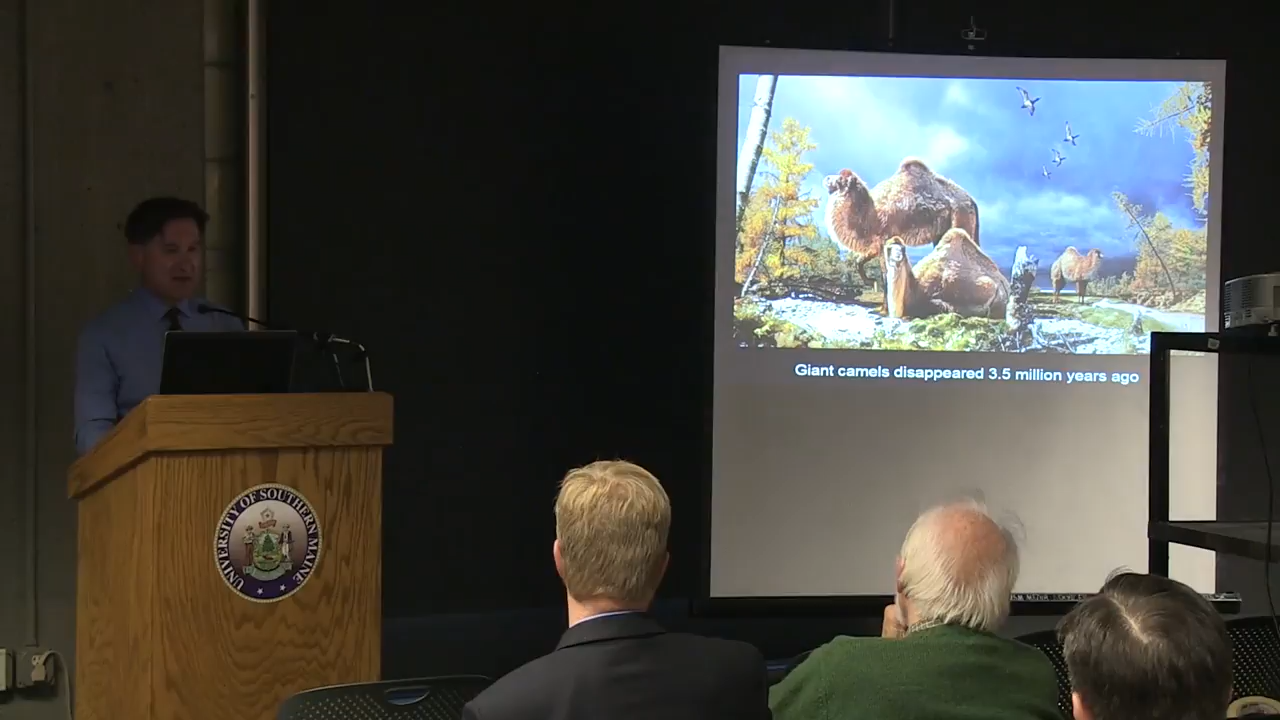 Giant camels disappeared 3.5 million years ago
UNIVERSITY OF SOUTHERN MAINE